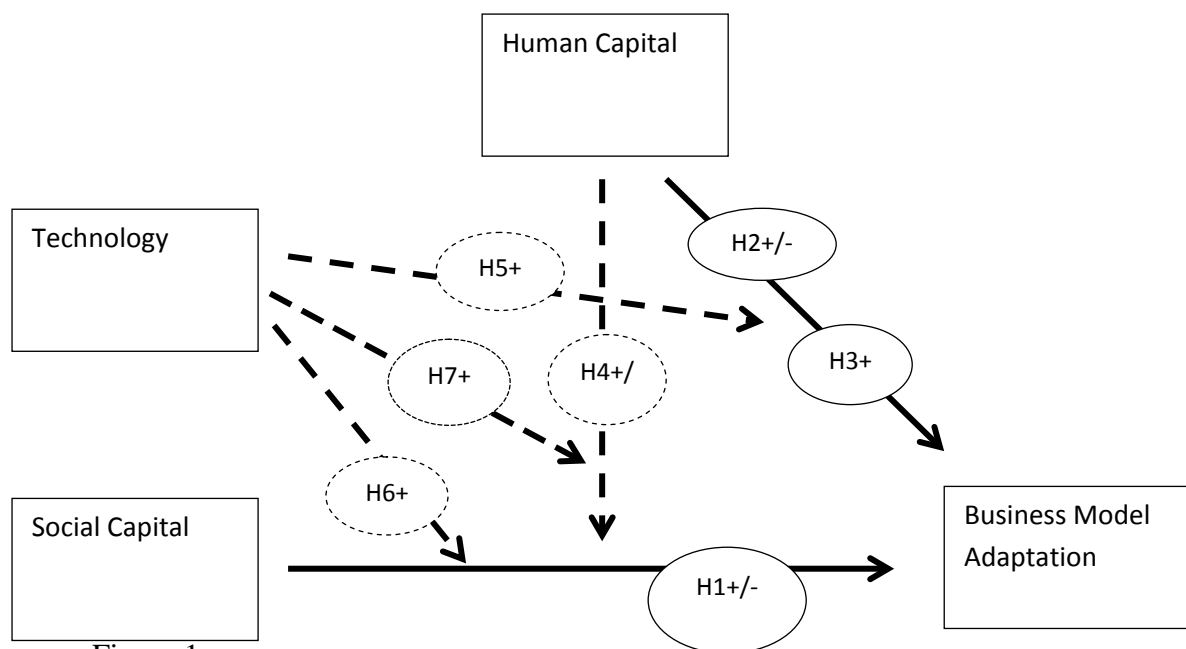 Human Capital
Technology
H2+/-
H5+
H3+
H7+
H4+/
H6+
Social Capital
Business Model
Adaptation
H1+/-
Figure 1